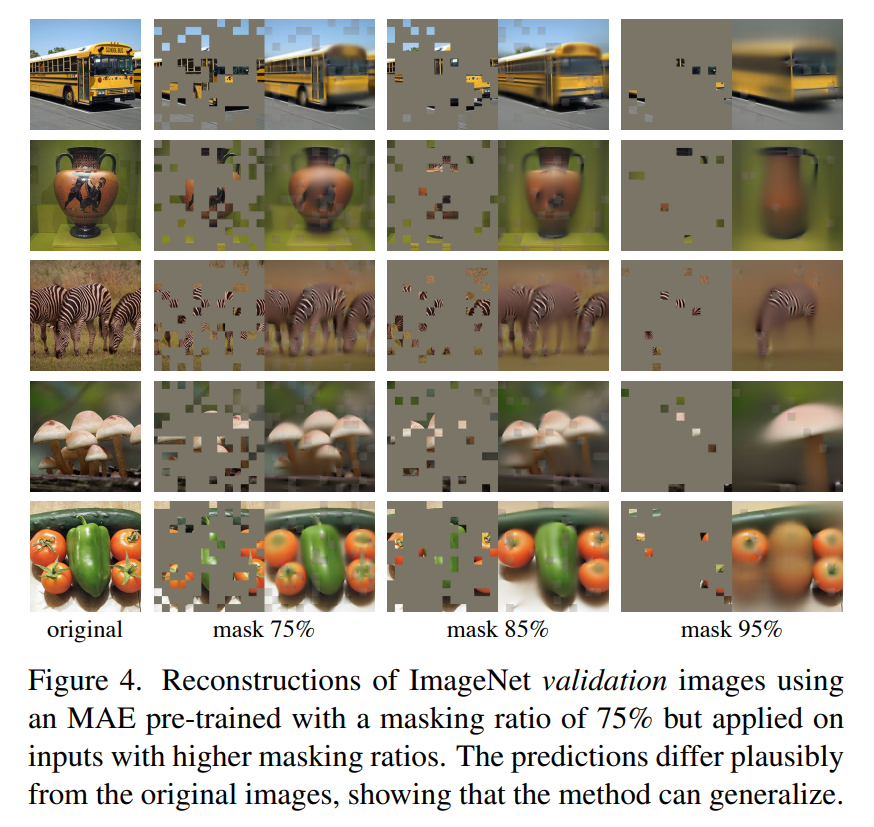 SCHOOL BUS
original mask 75% mask 85% mask 95%
Figure 4. Reconstructions of ImageNet validation images using
an MAE pre-trained with a masking ratio of 75% but applied on
inputs with higher masking ratios. The predictions differ plausibly
from the original images, showing that the method can generalize.